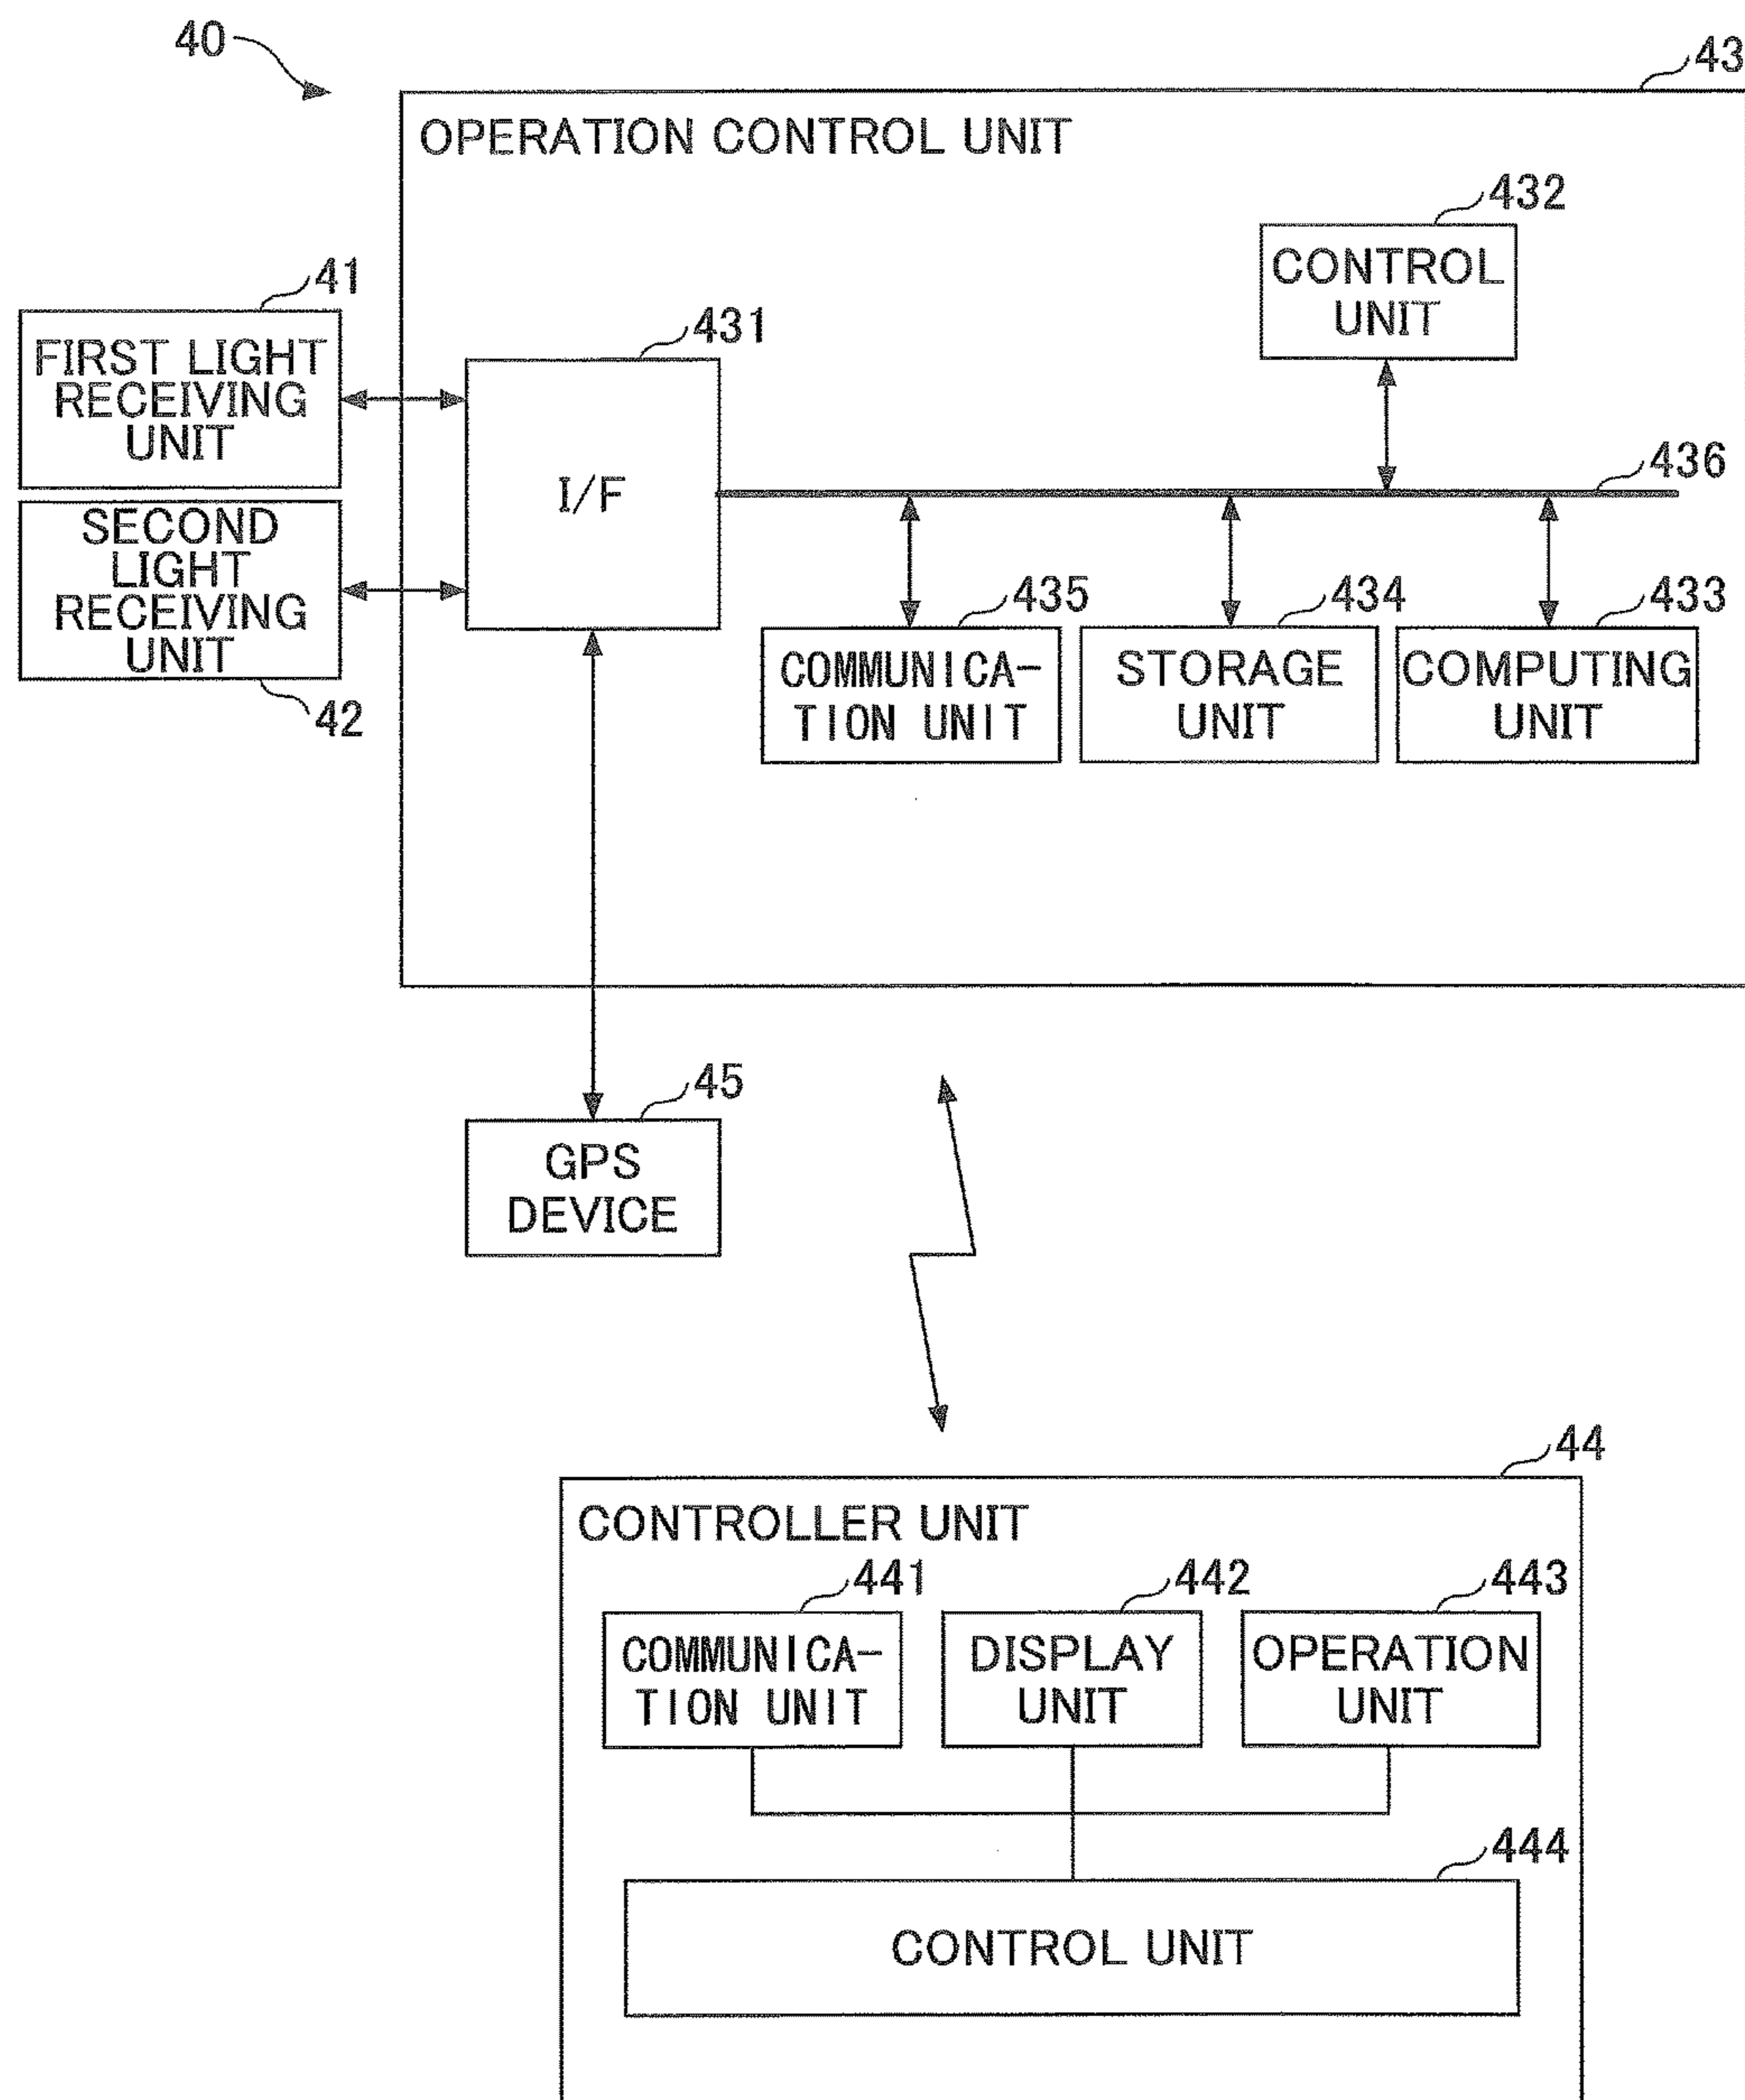 40
43
OPERATION CONTROL UNIT
432
CONTROL
UNIT
41
FIRST LIGHT
RECEIVING
UNIT
431
I/F
436
SECOND
LIGHT
RECEIVING
UNIT
42
435
COMMUNICA-
TION UNIT
434
STORAGE
UNIT
433
COMPUTING
UNIT
45
GPS
DEVICE
44
CONTROLLER UNIT
441
COMMUNICA-
TION UNIT
442
DISPLAY
UNIT
443
OPERATION
UNIT
444
CONTROL UNIT